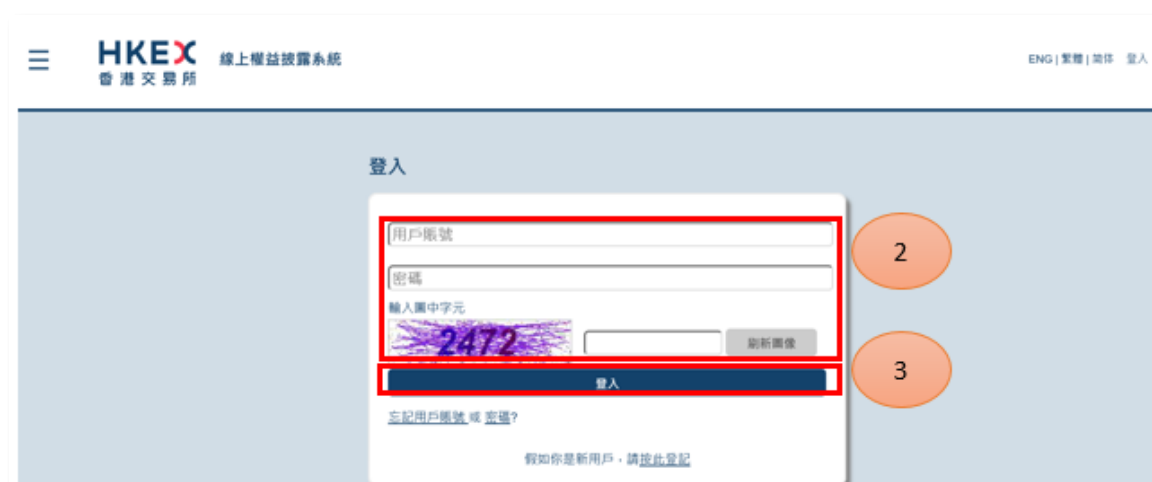 ☰ HKEX 線上權益披露系統 ENG | 繁體 | 简体 登入
香港交易所
登入
用戶賬號
2
密碼
輸入圖中字元
2472 刷新圖像
登入 3
忘記用戶賬號 或 密碼?
假如你是新用戶，請按此登記